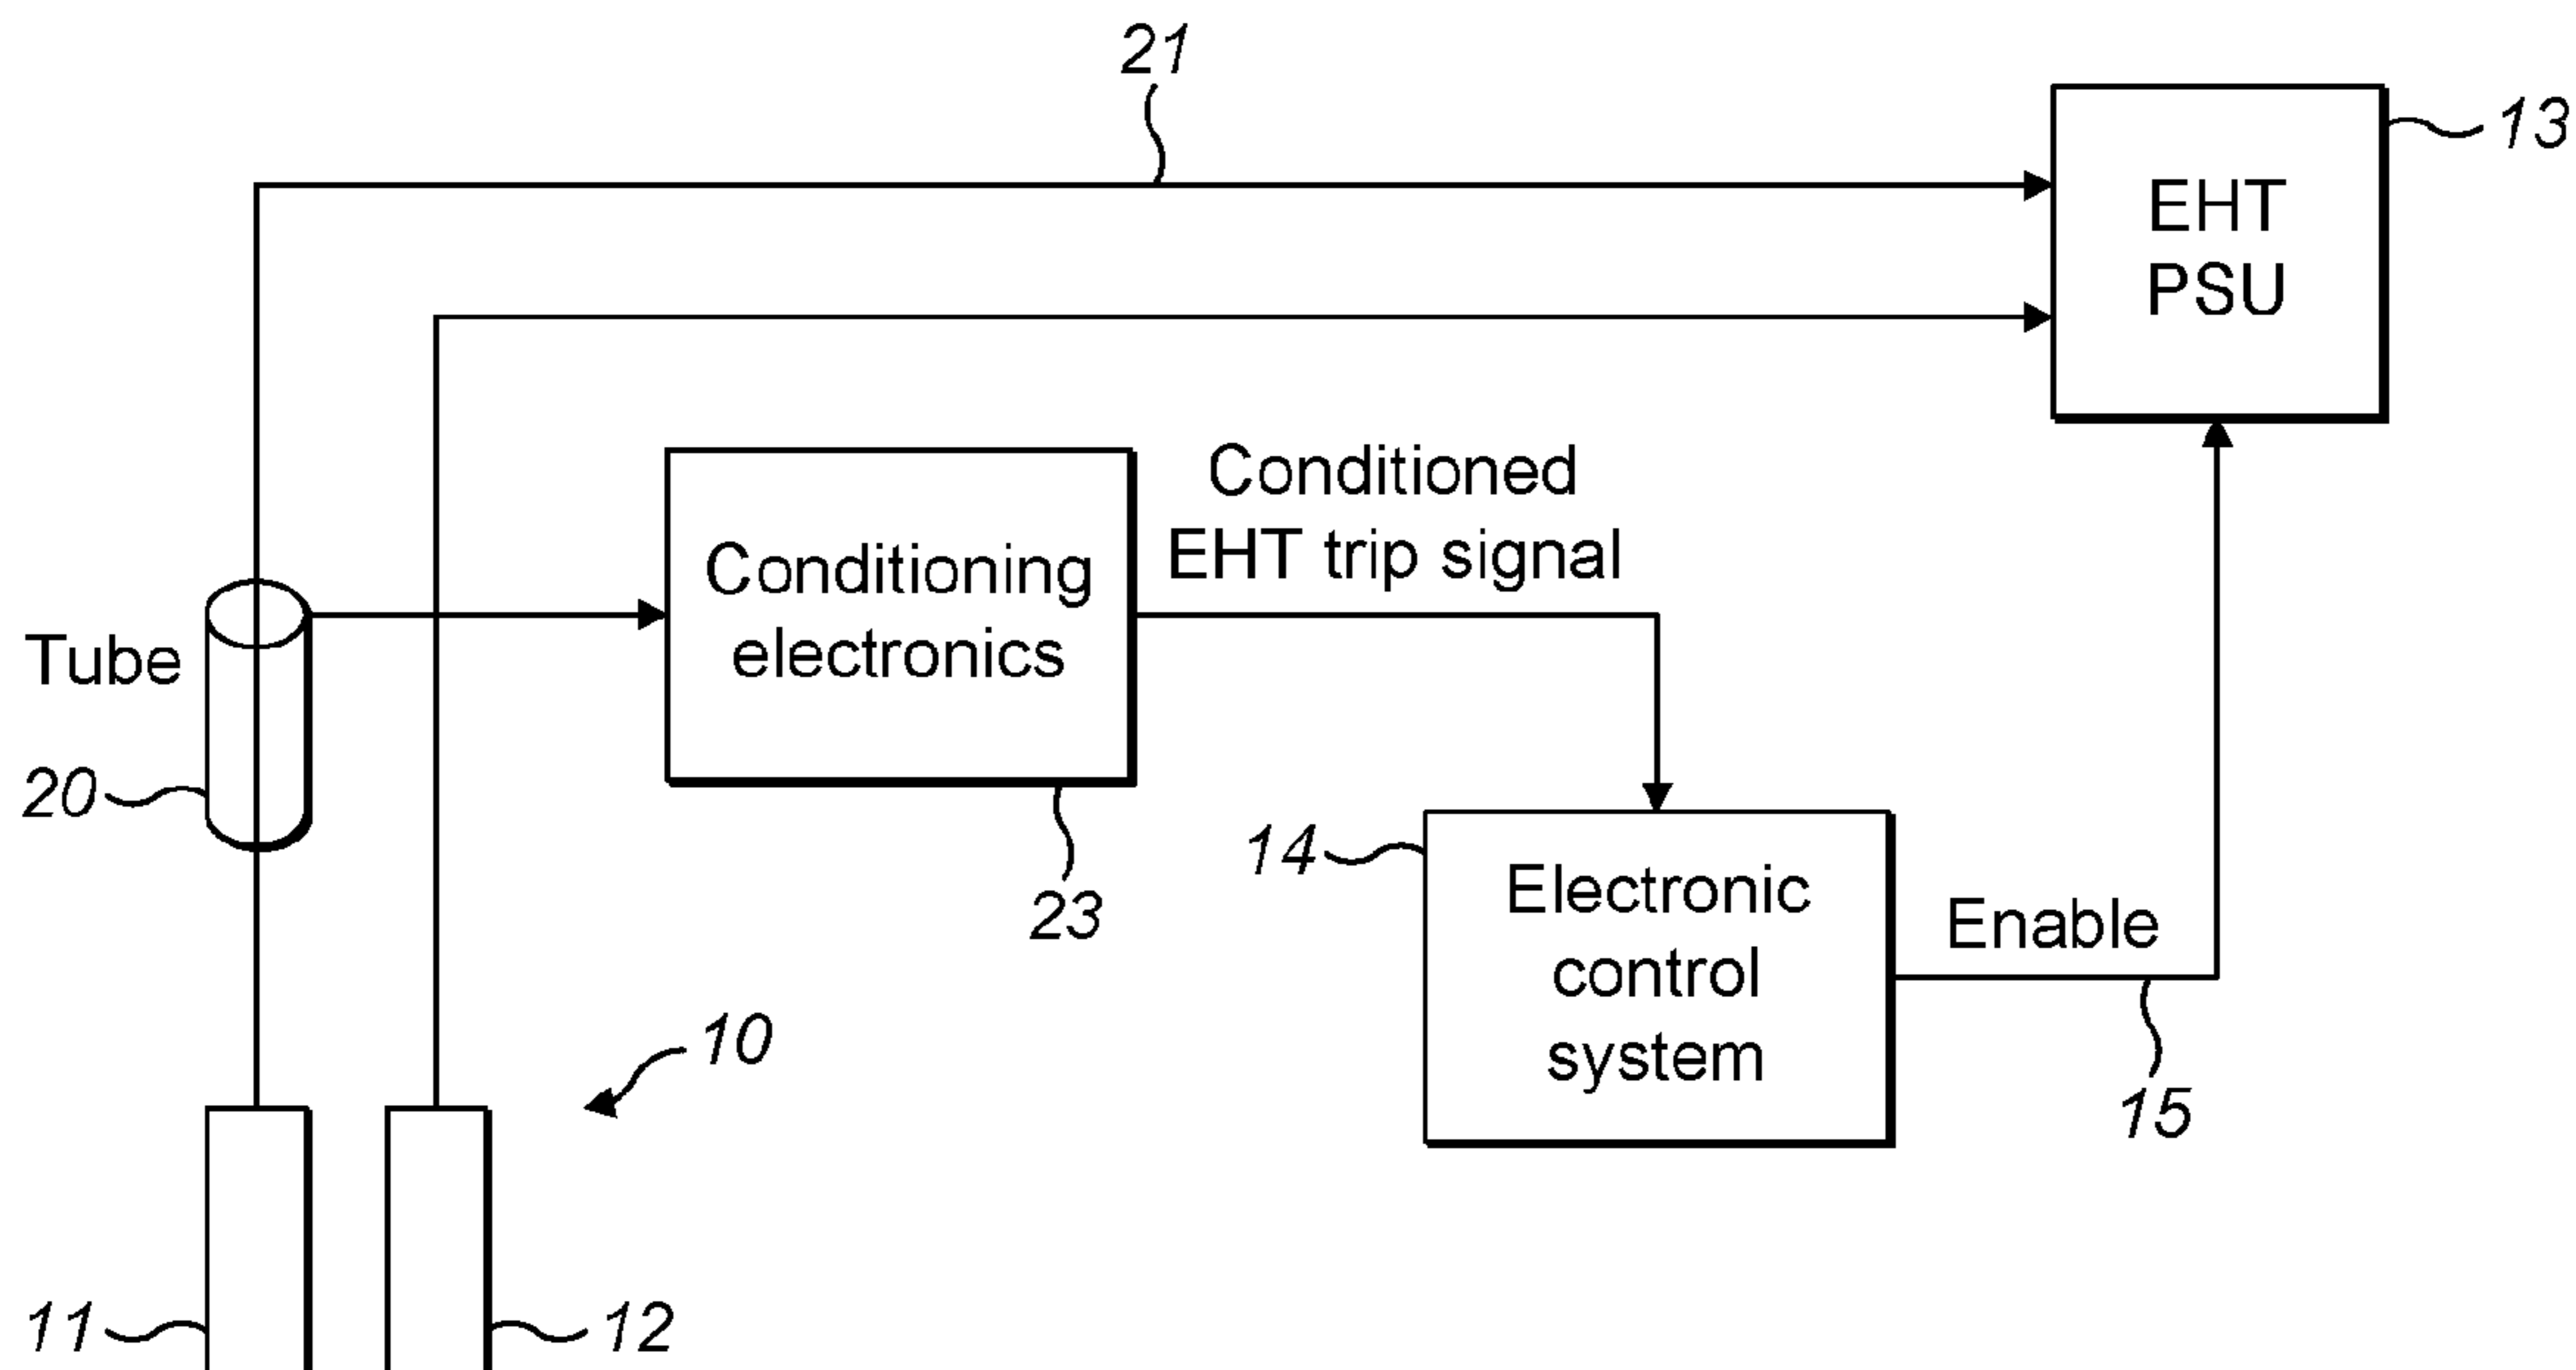 21
13
EHT
PSU
Conditioned
EHT trip signal
Conditioning
electronics
Tube
20
23
14
Electronic
control
system
Enable
10
15
11
12